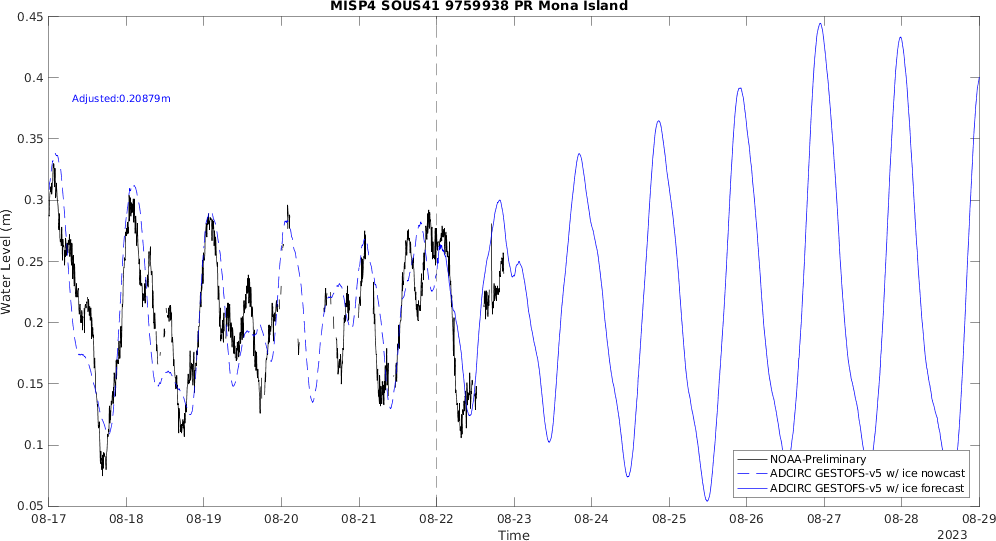 MISP4 SOUS41 9759938 PR Mona Island
0.45
0.4
Adjusted:0.20879m
0.35
0.3
0.25
Water Level (m)
0.2
0.15
0.1
0.05
NOAA-Preliminary
ADCIRC GESTOFS-v5 w/ ice nowcast
ADCIRC GESTOFS-v5 w/ ice forecast
08-17 08-18 08-19 08-20 08-21 08-22 08-23 08-24 08-25 08-26 08-27 08-28 08-29
Time
2023